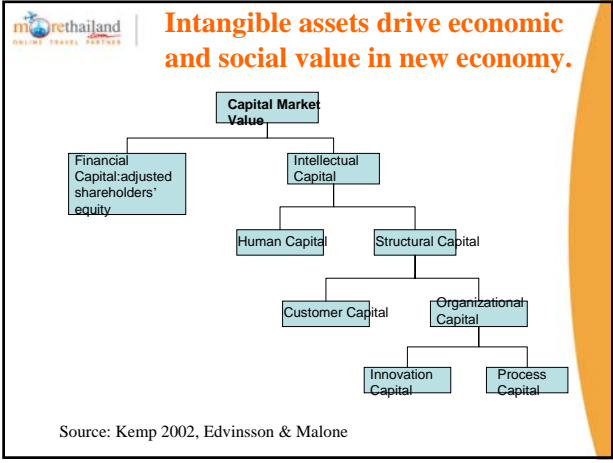 morethailand
.com
ONLINE TRAVEL PARTNER
Intangible assets drive economic
and social value in new economy.
Capital Market
Value
Financial
Capital:adjusted
shareholders'
equity
Intellectual
Capital
Human Capital
Structural Capital
Customer Capital
Organizational
Capital
Innovation
Capital
Process
Capital
Source: Kemp 2002, Edvinsson & Malone